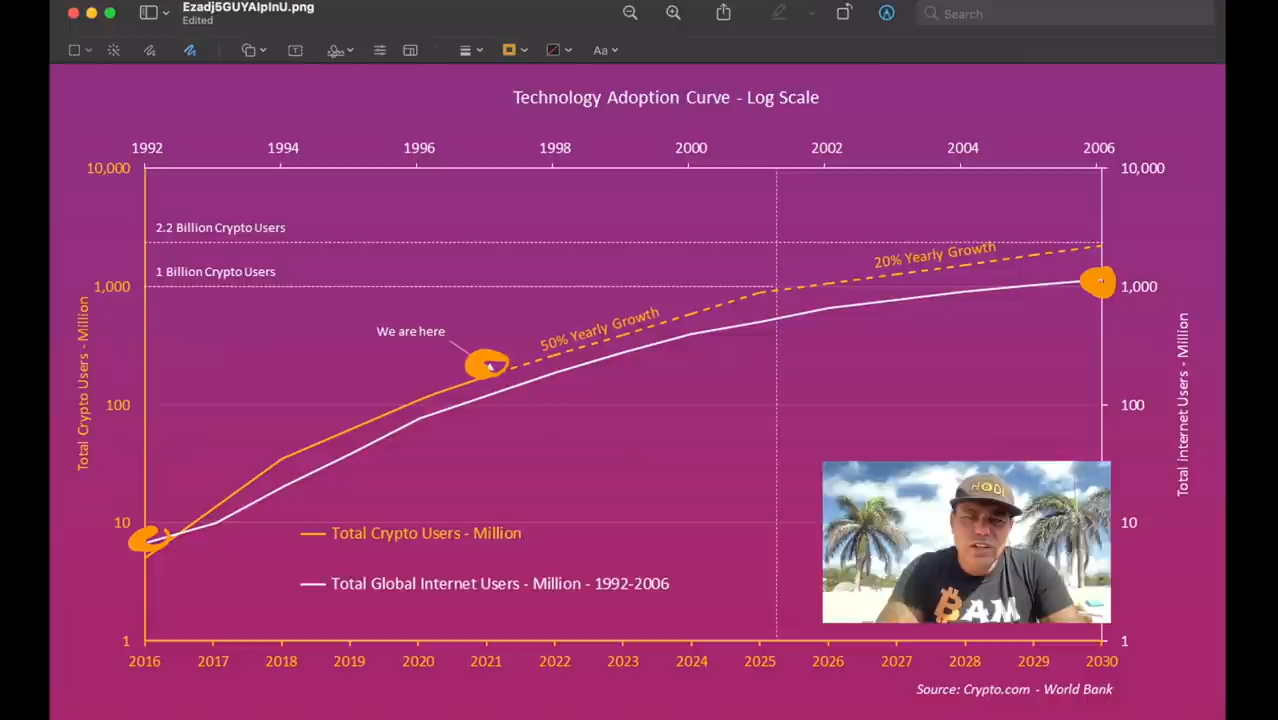 Ezadj5GUYAIpInU.png
Edited
Search
Aa
Technology Adoption Curve - Log Scale
1992 1994 1996 1998 2000 2002 2004 2006
10,000 10,000
2.2 Billion Crypto Users
1 Billion Crypto Users
20% Yearly Growth
1,000 1,000
50% Yearly Growth
We are here
Total Crypto Users - Million
Total internet Users - Million
100 100
10 10
HODL
BAM
Total Crypto Users - Million
Total Global Internet Users - Million - 1992-2006
1 1
2016 2017 2018 2019 2020 2021 2022 2023 2024 2025 2026 2027 2028 2029 2030
Source: Crypto.com - World Bank